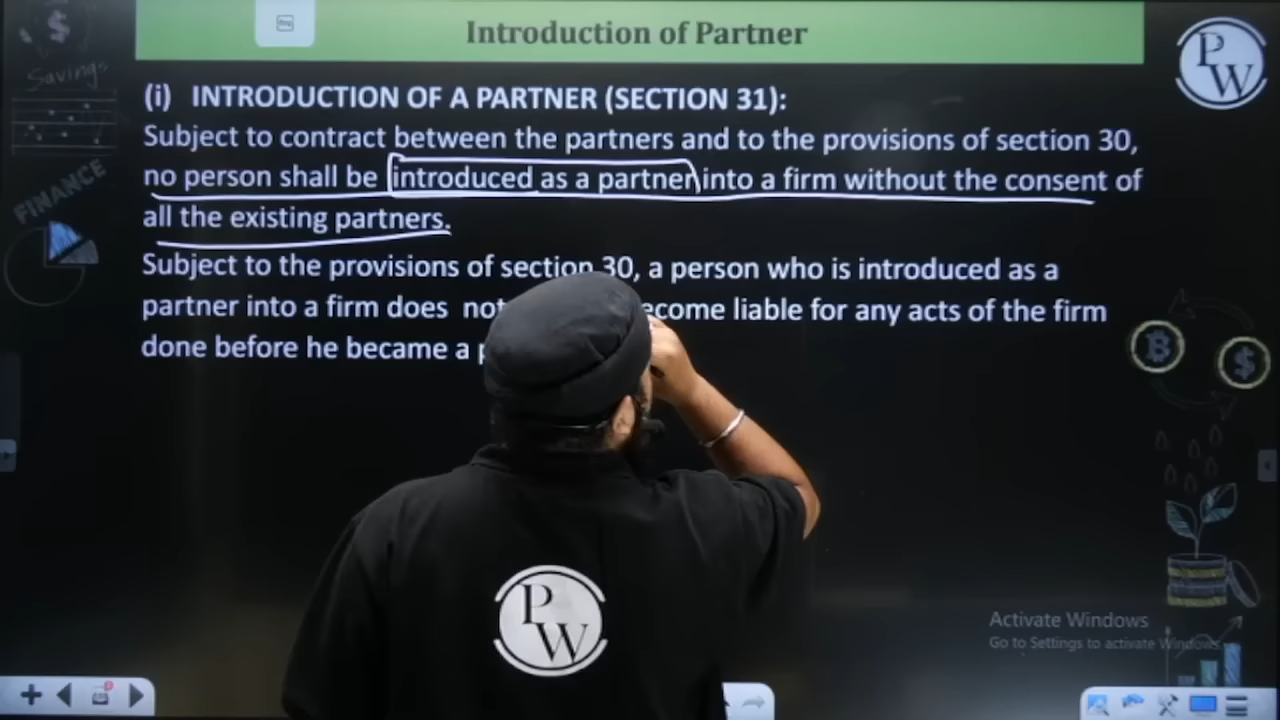 Introduction of Partner
P
W
Savings
FINANCE
(i) INTRODUCTION OF A PARTNER (SECTION 31):
Subject to contract between the partners and to the provisions of section 30,
no person shall be introduced as a partner into a firm without the consent of
all the existing partners.
Subject to the provisions of section 30, a person who is introduced as a
partner into a firm does not ecome liable for any acts of the firm
done before he became a p
P
W
Activate Windows
Go to Settings to activate Windows.